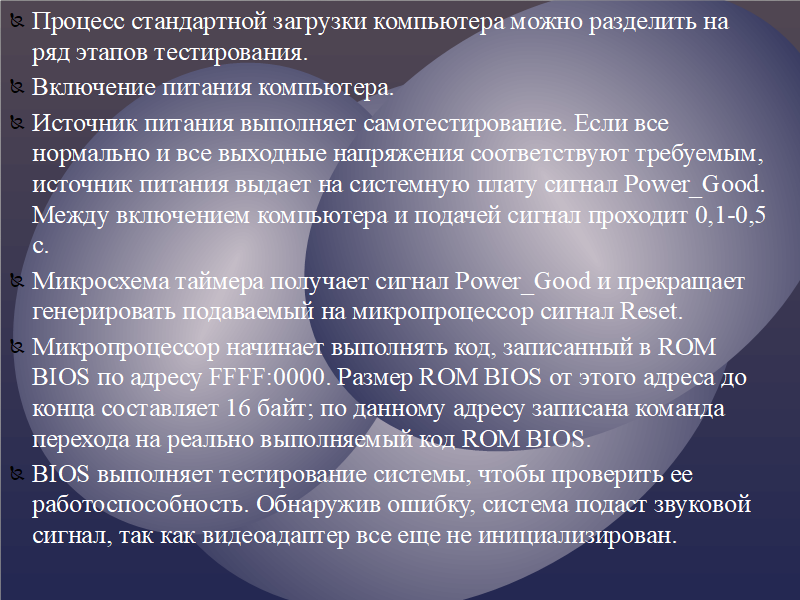 Процесс стандартной загрузки компьютера можно разделить на
ряд этапов тестирования.
Включение питания компьютера.
Источник питания выполняет самотестирование. Если все
нормально и все выходные напряжения соответствуют требуемым,
источник питания выдает на системную плату сигнал Power_Good.
Между включением компьютера и подачей сигнал проходит 0,1-0,5
с.
Микросхема таймера получает сигнал Power_Good и прекращает
генерировать подаваемый на микропроцессор сигнал Reset.
Микропроцессор начинает выполнять код, записанный в ROM
BIOS по адресу FFFF:0000. Размер ROM BIOS от этого адреса до
конца составляет 16 байт; по данному адресу записана команда
перехода на реально выполняемый код ROM BIOS.
BIOS выполняет тестирование системы, чтобы проверить ее
работоспособность. Обнаружив ошибку, система подаст звуковой
сигнал, так как видеоадаптер все еще не инициализирован.